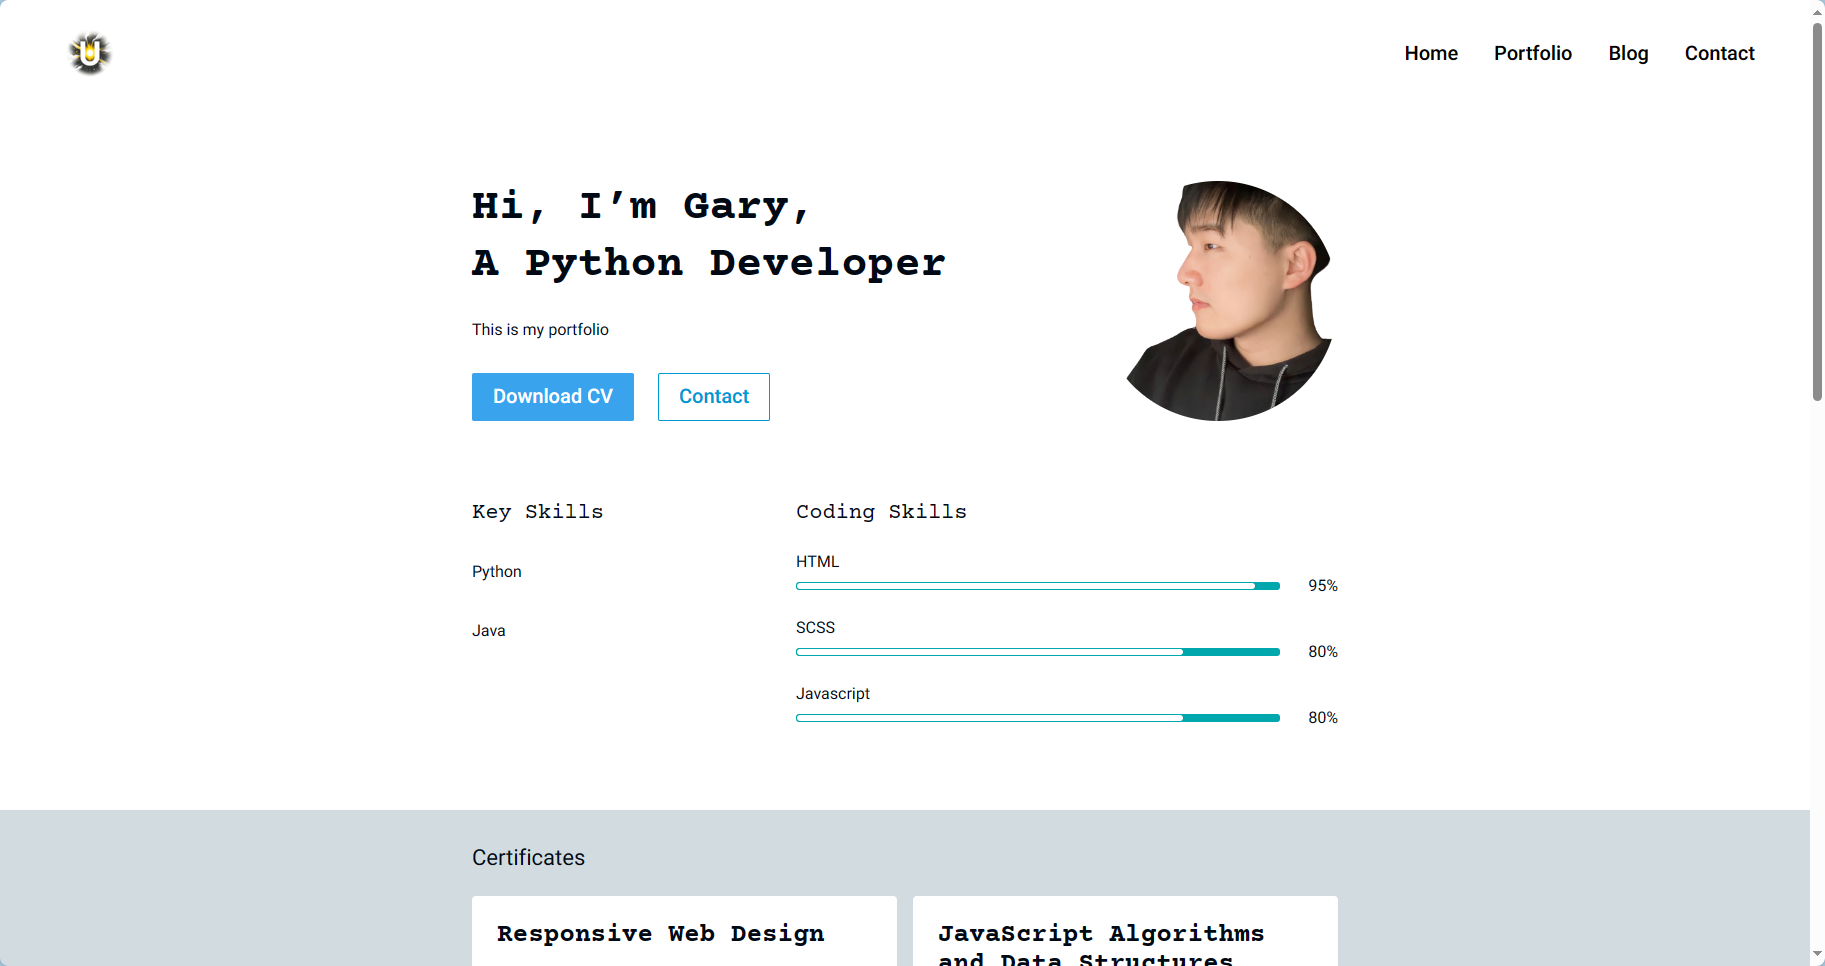 U
Home Portfolio Blog Contact
Hi, I’m Gary,
A Python Developer
This is my portfolio
Download CV Contact
Key Skills
Python
Java
Coding Skills
HTML
95%
SCSS
80%
Javascript
80%
Certificates
Responsive Web Design
JavaScript Algorithms
and Data Structures